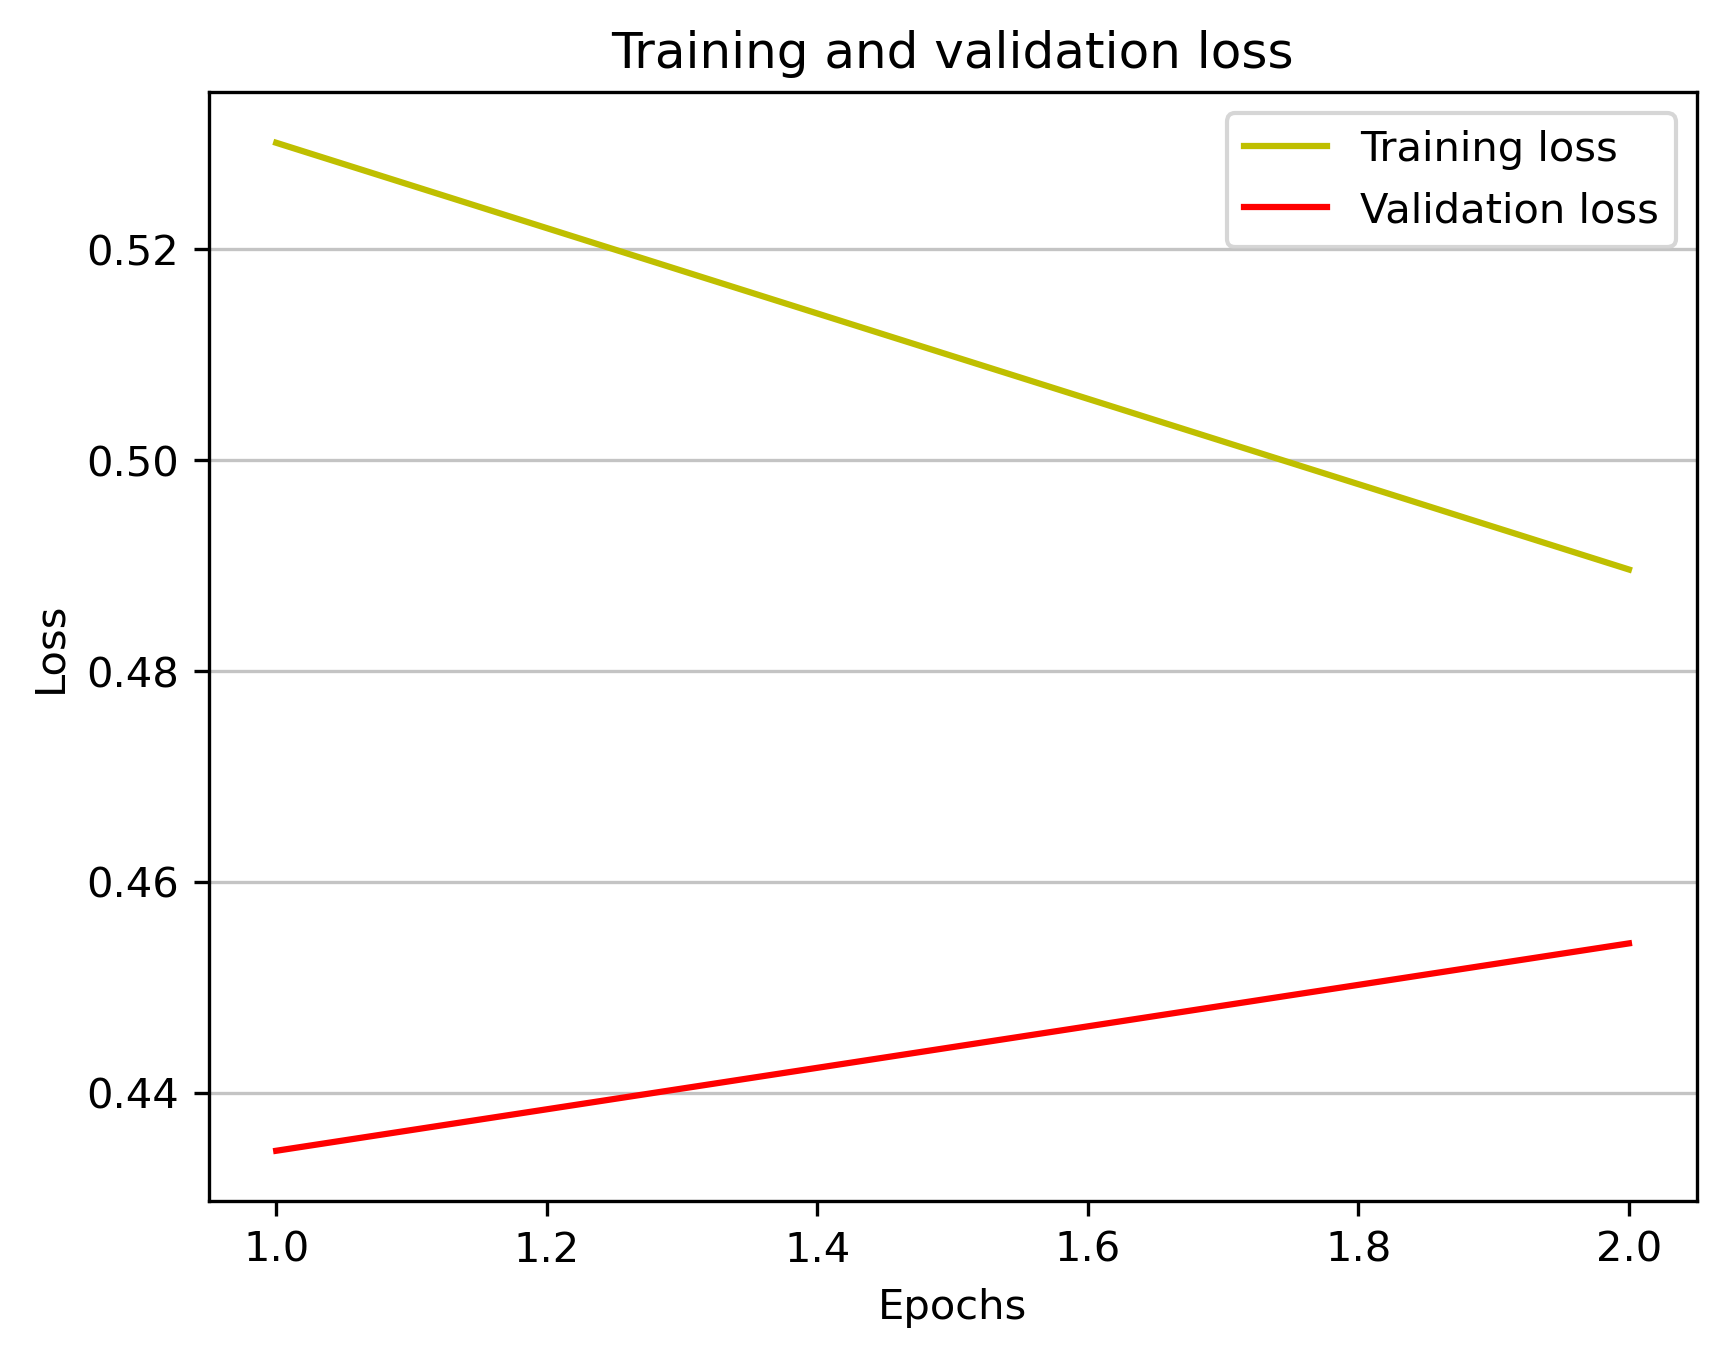 Training and validation loss
Training loss
Validation loss
0.52
0.50
0.48
0.46
0.44
Loss
1.0 1.2 1.4 1.6 1.8 2.0
Epochs